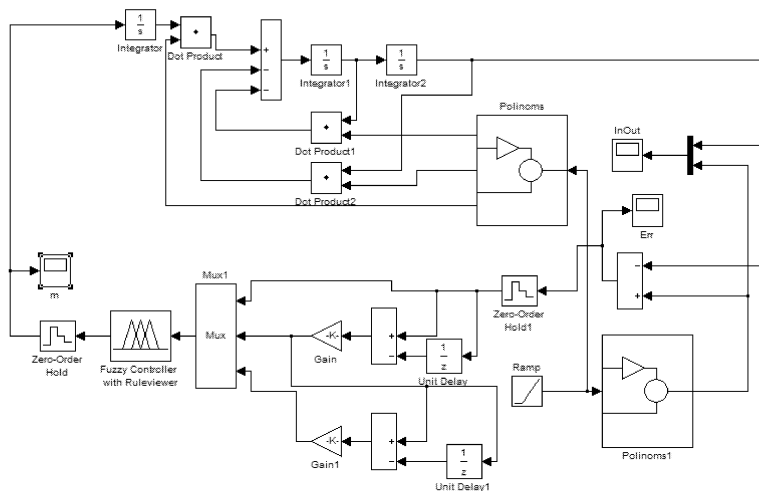 1
s
Integrator
Dot Product
+
−
−
1
s
Integrator1
1
s
Integrator2
Polinoms
Dot Product1
Dot Product2
InOut
Err
−
+
m
Mux1
Mux
Zero-Order
Hold1
Zero-Order
Hold
Fuzzy Controller
with Ruleviewer
-K-
Gain
+
−
1
z
Unit Delay
Ramp
-K-
Gain1
+
−
1
z
Unit Delay1
Polinoms1